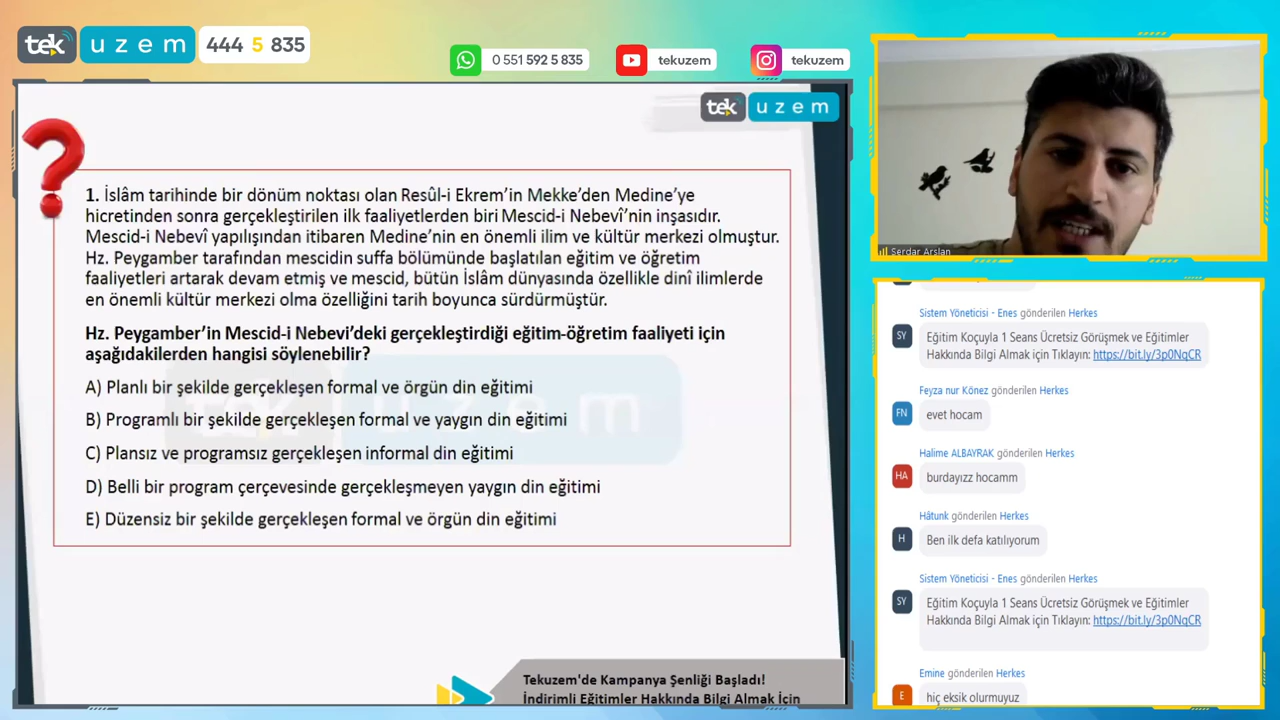 tek uzem 444 5 835
0 551 592 5 835
tekuzem
tekuzem
tek uzem
1. İslâm tarihinde bir dönüm noktası olan Resûl-i Ekrem’in Mekke’den Medine’ye
hicretinden sonra gerçekleştirilen ilk faaliyetlerden biri Mescid-i Nebevî’nin inşasıdır.
Mescid-i Nebevî yapılışından itibaren Medine’nin en önemli ilim ve kültür merkezi olmuştur.
Hz. Peygamber tarafından mescidin suffa bölümünde başlatılan eğitim ve öğretim
faaliyetleri artarak devam etmiş ve mescid, bütün İslâm dünyasında özellikle dinî ilimlerde
en önemli kültür merkezi olma özelliğini tarih boyunca sürdürmüştür.
Hz. Peygamber’in Mescid-i Nebevi’deki gerçekleştirdiği eğitim-öğretim faaliyeti için
aşağıdakilerden hangisi söylenebilir?
A) Planlı bir şekilde gerçekleşen formal ve örgün din eğitimi
B) Programlı bir şekilde gerçekleşen formal ve yaygın din eğitimi
C) Plansız ve programsız gerçekleşen informal din eğitimi
D) Belli bir program çerçevesinde gerçekleşmeyen yaygın din eğitimi
E) Düzensiz bir şekilde gerçekleşen formal ve örgün din eğitimi
Tekuzem'de Kampanya Şenliği Başladı!
İndirimli Eğitimler Hakkında Bilgi Almak İçin
Serdar Arslan
Sistem Yöneticisi - Enes gönderilen Herkes
SY
Eğitim Koçuyla 1 Seans Ücretsiz Görüşmek ve Eğitimler
Hakkında Bilgi Almak için Tıklayın: https://bit.ly/3p0NqCR
Feyza nur Könez gönderilen Herkes
FN
evet hocam
Halime ALBAYRAK gönderilen Herkes
HA
burdayızz hocamm
Hâtunk gönderilen Herkes
H
Ben ilk defa katılıyorum
Sistem Yöneticisi - Enes gönderilen Herkes
SY
Eğitim Koçuyla 1 Seans Ücretsiz Görüşmek ve Eğitimler
Hakkında Bilgi Almak için Tıklayın: https://bit.ly/3p0NqCR
Emine gönderilen Herkes
E
hiç eksik olurmuyuz